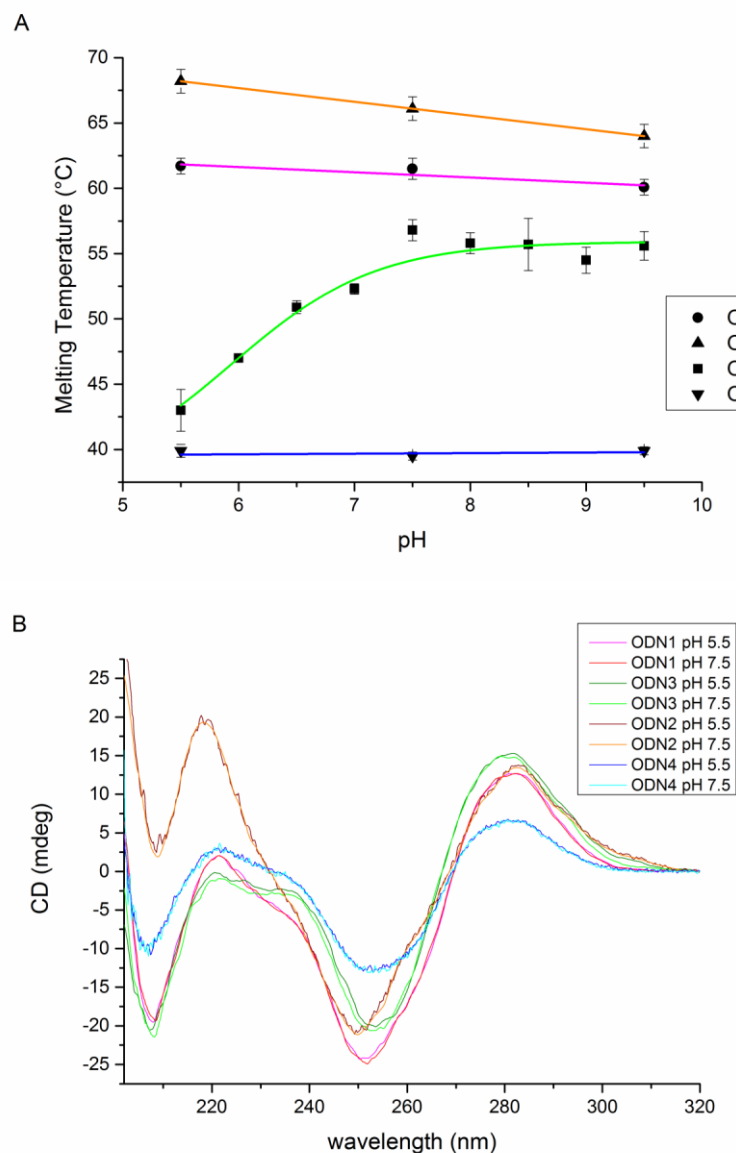 A
70
65
60
55
50
45
40
Melting Temperature (°C)
5 6 7 8 9 10
pH
B
25
20
15
10
5
0
-5
-10
-15
-20
-25
CD (mdeg)
ODN1 pH 5.5
ODN1 pH 7.5
ODN3 pH 5.5
ODN3 pH 7.5
ODN2 pH 5.5
ODN2 pH 7.5
ODN4 pH 5.5
ODN4 pH 7.5
220 240 260 280 300 320
wavelength (nm)